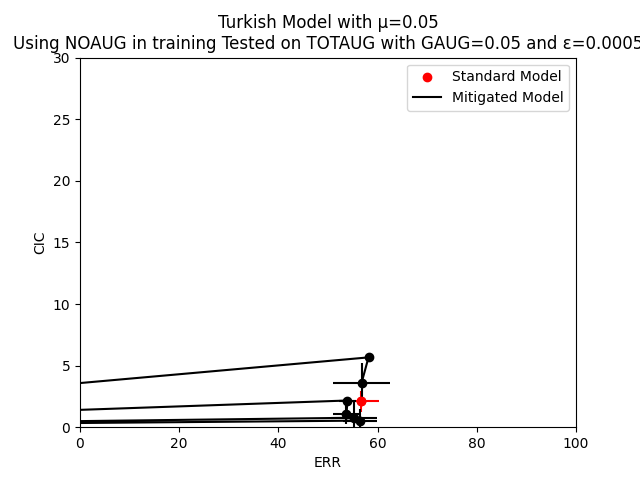 Turkish Model with μ=0.05
Using NOAUG in training Tested on TOTAUG with GAUG=0.05 and ε=0.0005
Standard Model
Mitigated Model
30
25
20
15
10
5
0
CIC
0 20 40 60 80 100
ERR